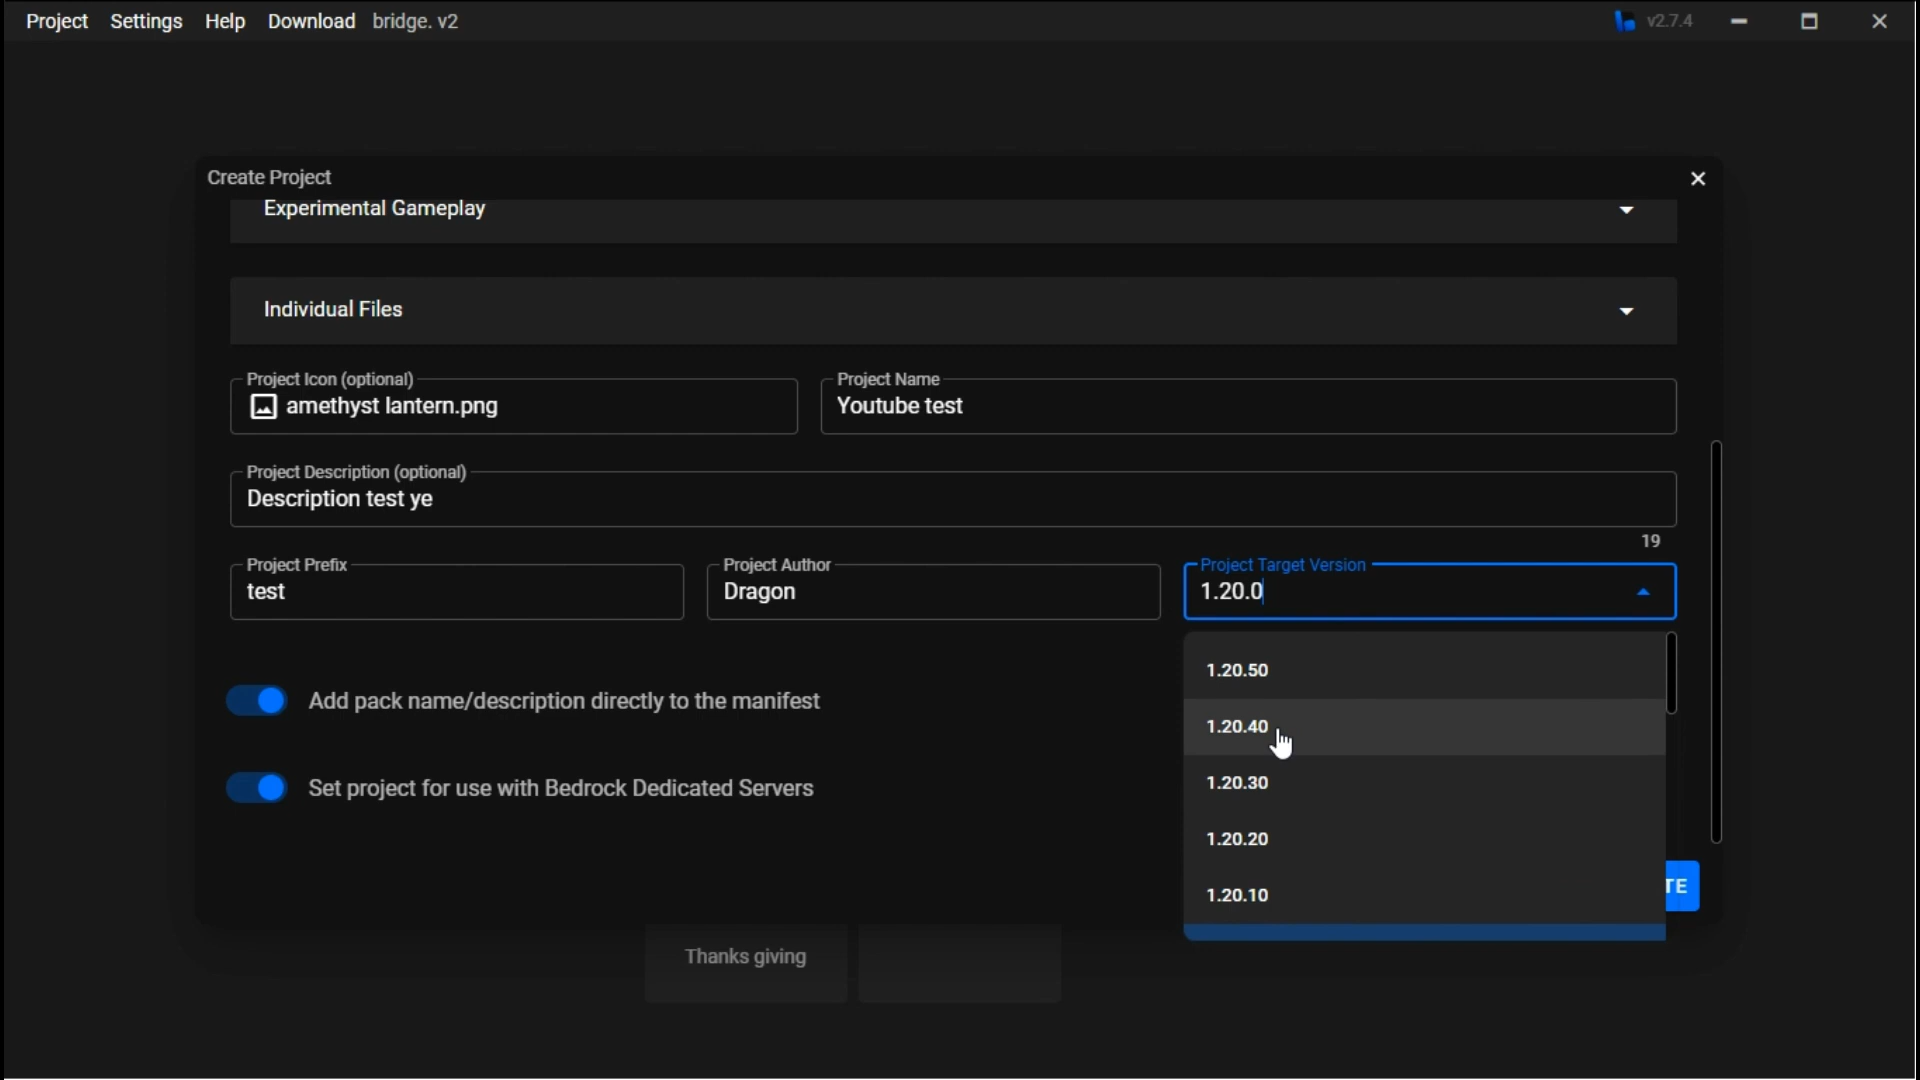 Project Settings Help Download bridge. v2 v2.7.4
Create Project
Experimental Gameplay
Individual Files
Project Icon (optional)
amethyst lantern.png
Project Name
Youtube test
Project Description (optional)
Description test ye
19
Project Prefix
test
Project Author
Dragon
Project Target Version
1.20.0
1.20.50
1.20.40
1.20.30
1.20.20
1.20.10
Add pack name/description directly to the manifest
Set project for use with Bedrock Dedicated Servers
TE
Thanks giving